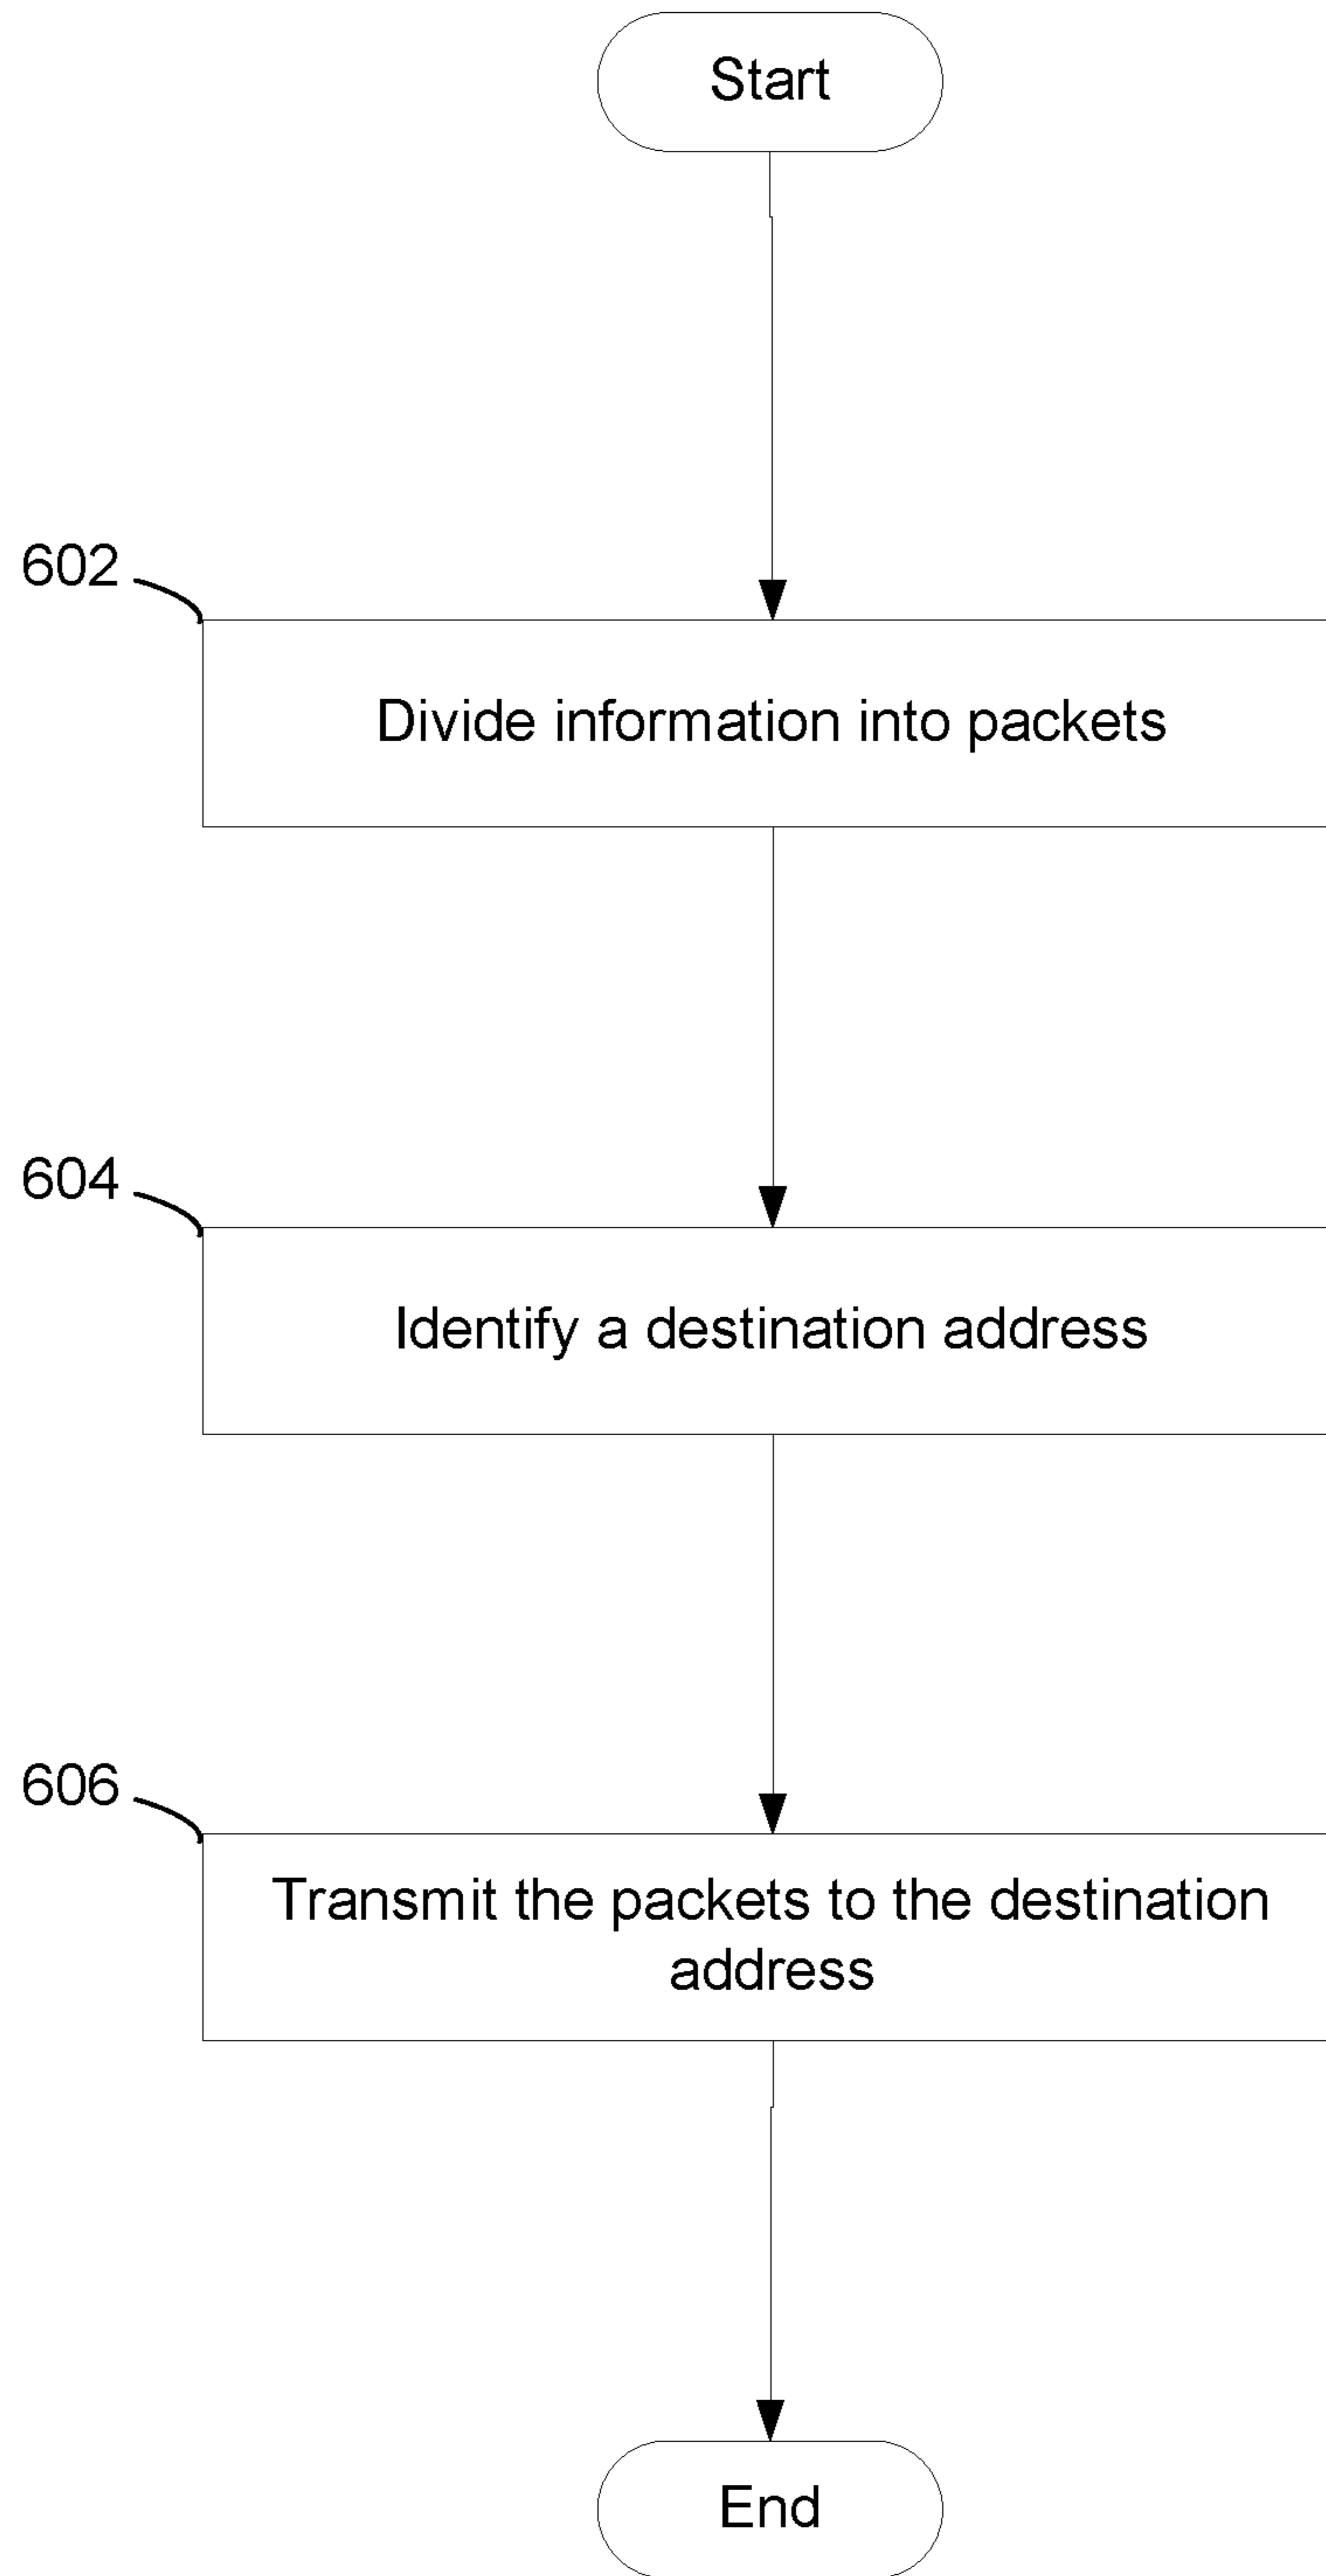 Start
602
Divide information into packets
604
Identify a destination address
606
Transmit the packets to the destination
address
End